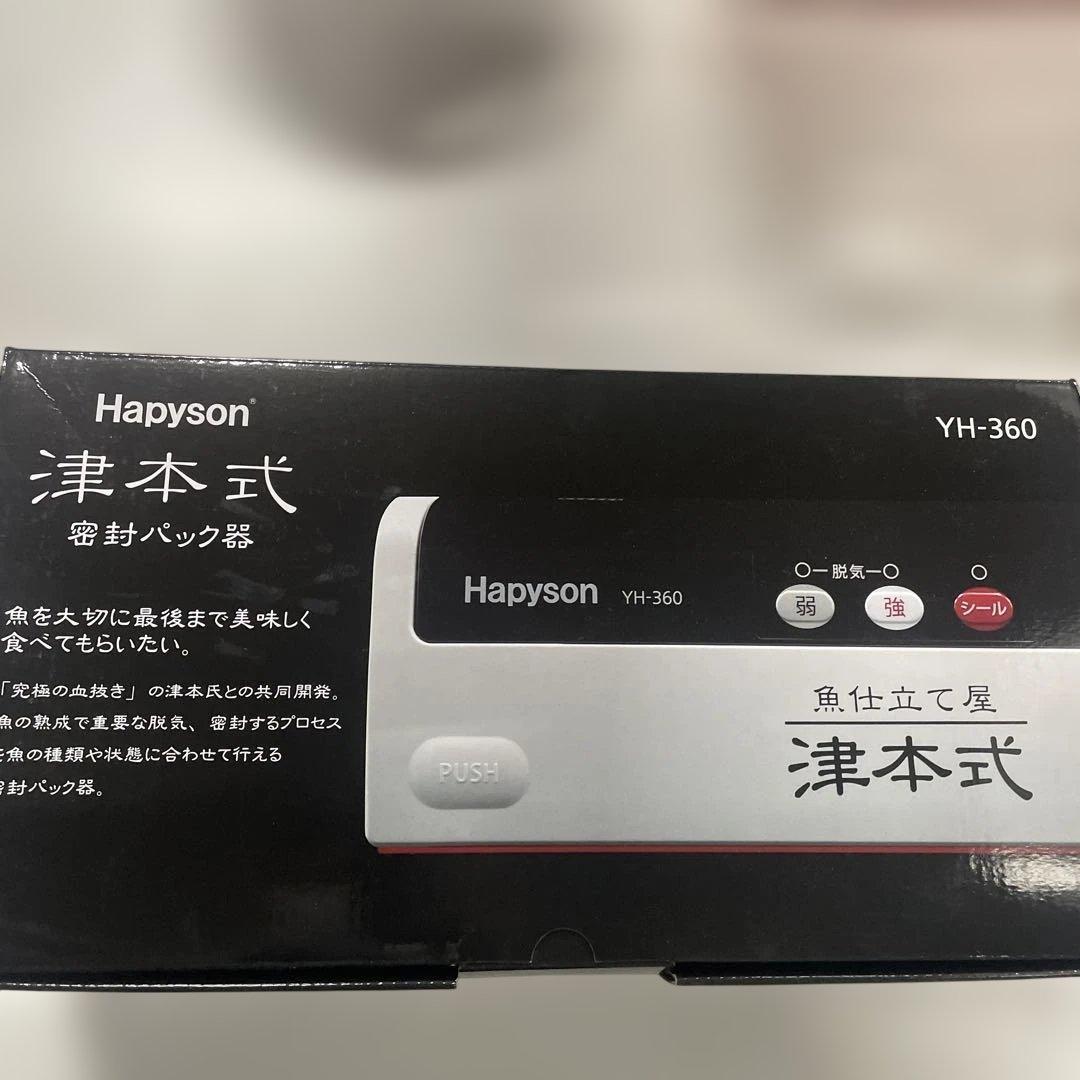 Hapyson®
YH-360
津本式
密封パック器
魚を大切に最後まで美味しく
食べてもらいたい。
「究極の血抜き」の津本氏との共同開発。
魚の熟成で重要な脱気、密封するプロセス
を魚の種類や状態に合わせて行える
密封パック器。
Hapyson YH-360
脱気
弱 強 シール
魚仕立て屋
津本式
PUSH